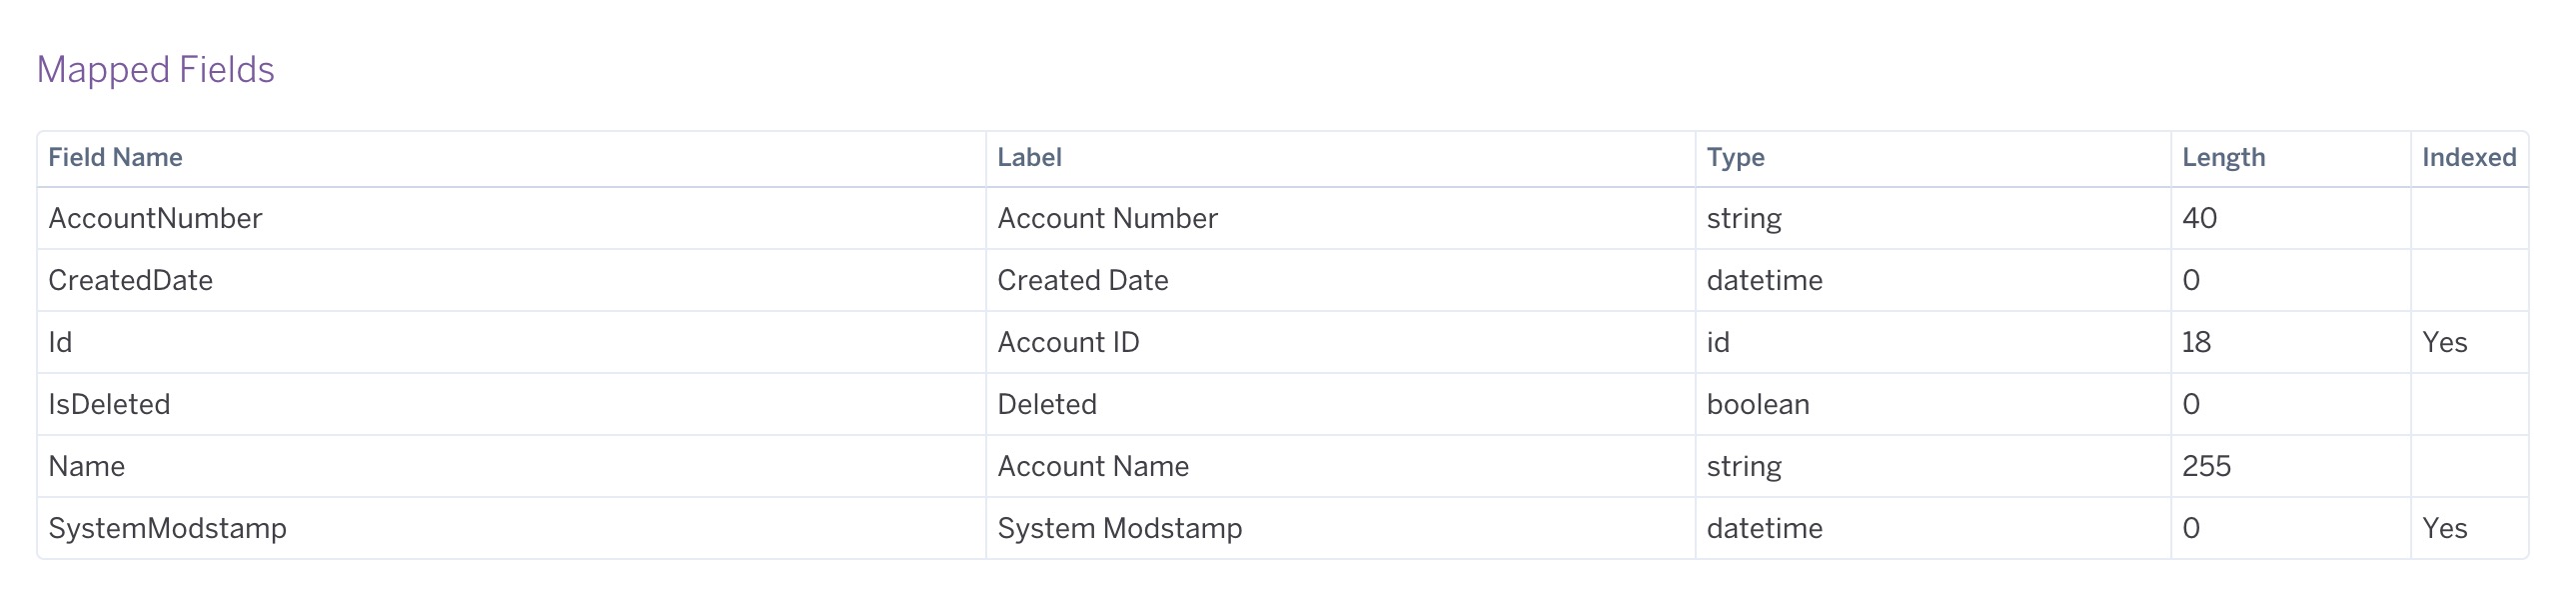 Mapped Fields
Field Name Label Type Length Indexed
AccountNumber Account Number string 40
CreatedDate Created Date datetime 0
Id Account ID id 18 Yes
IsDeleted Deleted boolean 0
Name Account Name string 255
SystemModstamp System Modstamp datetime 0 Yes